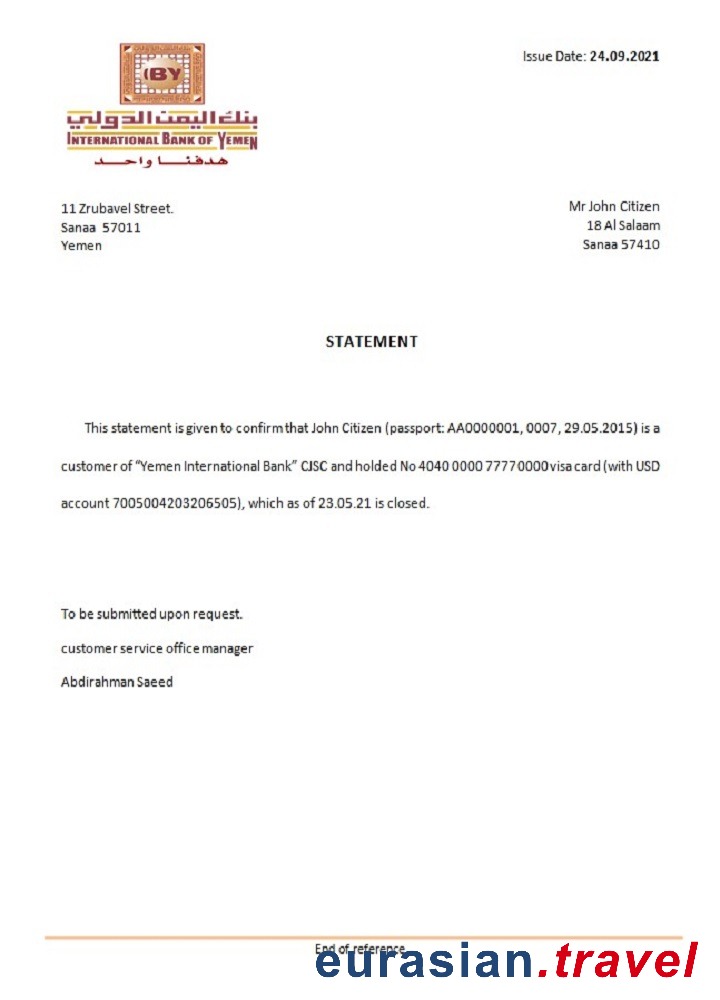 Issue Date: 24.09.2021
IBY
بنك اليمن الدولي
INTERNATIONAL BANK OF YEMEN
هدفنا واحد
11 Zrubavel Street.
Sanaa 57011
Yemen
Mr John Citizen
18 Al Salaam
Sanaa 57410
STATEMENT
This statement is given to confirm that John Citizen (passport: AA0000001, 0007, 29.05.2015) is a
customer of “Yemen International Bank” CJSC and holded No 4040 0000 7777 0000 visa card (with USD
account 7005004203206505), which as of 23.05.21 is closed.
To be submitted upon request.
customer service office manager
Abdirahman Saeed
End of reference
eurasian.travel